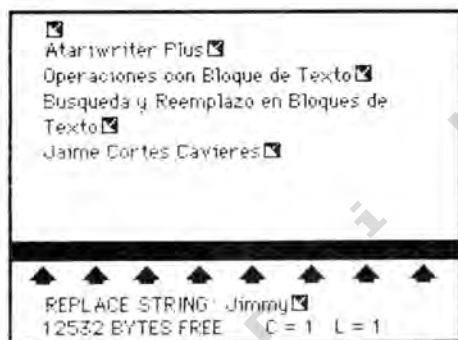 Atariwriter Plus
Operaciones con Bloque de Texto
Busqueda y Reemplazo en Bloques de
Texto
Jaime Cortes Cavieres
REPLACE STRING: Jimmy
12532 BYTES FREE C = 1 L = 1